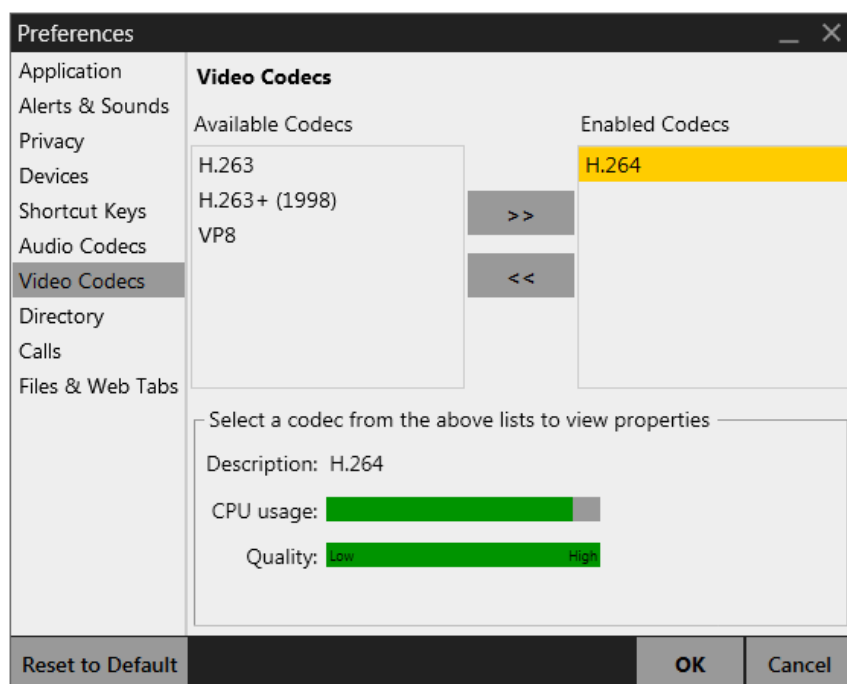 Preferences
Application
Alerts & Sounds
Privacy
Devices
Shortcut Keys
Audio Codecs
Video Codecs
Directory
Calls
Files & Web Tabs
Video Codecs
Available Codecs
H.263
H.263+ (1998)
VP8
>>
<<
Enabled Codecs
H.264
Select a codec from the above lists to view properties
Description: H.264
CPU usage:
Quality: Low High
Reset to Default
OK
Cancel